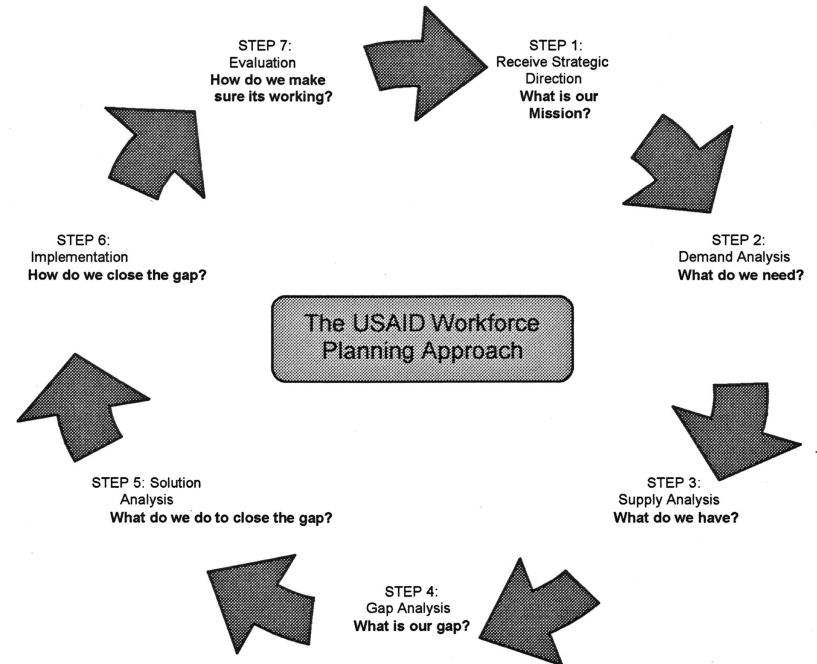 The USAID Workforce
Planning Approach
STEP 1:
Receive Strategic
Direction
What is our
Mission?
STEP 2:
Demand Analysis
What do we need?
STEP 3:
Supply Analysis
What do we have?
STEP 4:
Gap Analysis
What is our gap?
STEP 5: Solution
Analysis
What do we do to close the gap?
STEP 6:
Implementation
How do we close the gap?
STEP 7:
Evaluation
How do we make
sure its working?